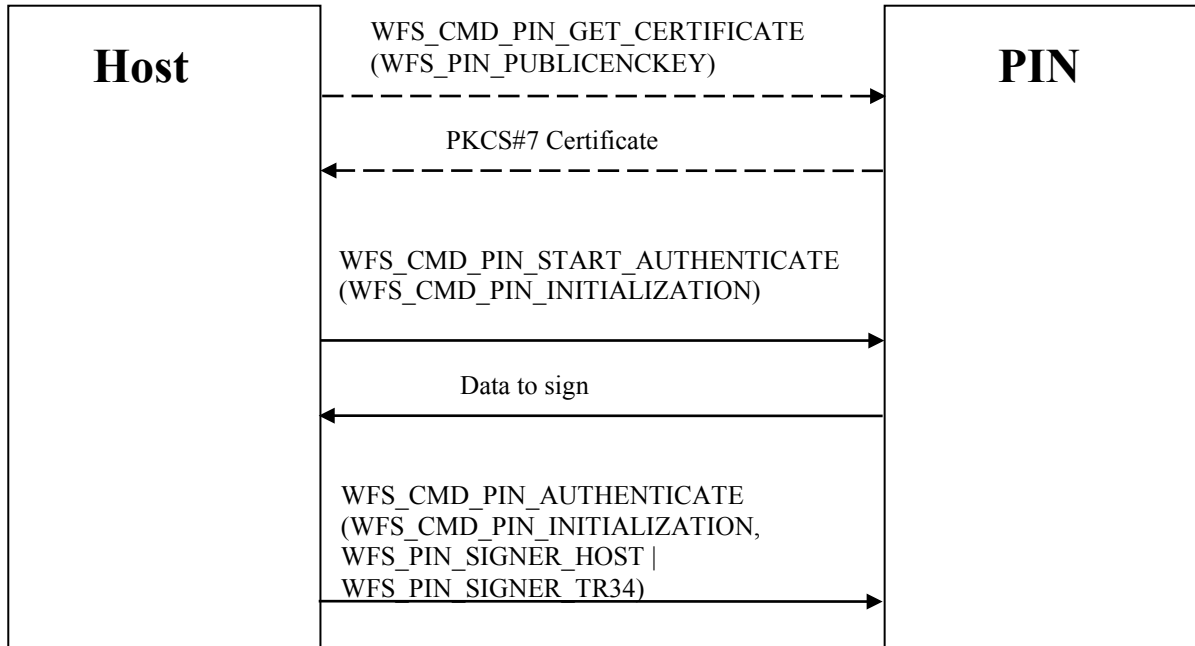 Host
PIN
WFS_CMD_PIN_GET_CERTIFICATE
(WFS_PIN_PUBLICENCKEY)
PKCS#7 Certificate
WFS_CMD_PIN_START_AUTHENTICATE
(WFS_CMD_PIN_INITIALIZATION)
Data to sign
WFS_CMD_PIN_AUTHENTICATE
(WFS_CMD_PIN_INITIALIZATION,
WFS_PIN_SIGNER_HOST |
WFS_PIN_SIGNER_TR34)